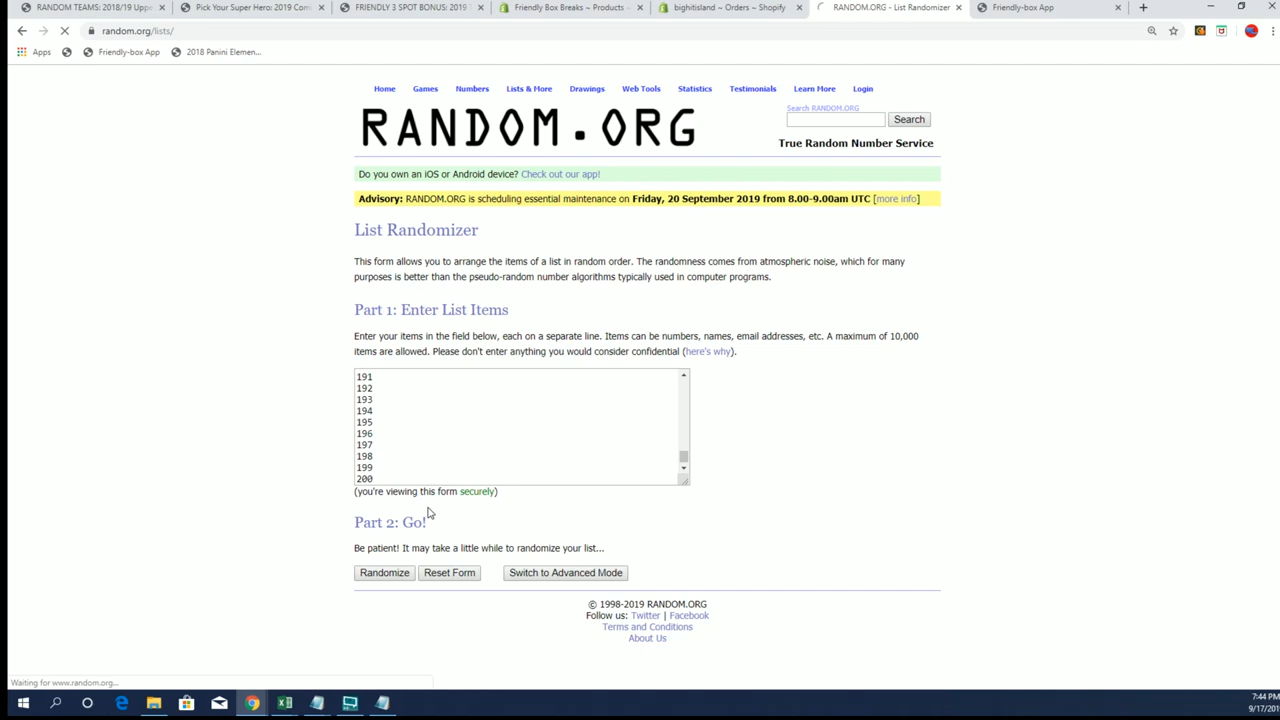 RANDOM TEAMS: 2018/19 Uppe
Pick Your Super Hero: 2019 Com
FRIENDLY 3 SPOT BONUS: 2019
Friendly Box Breaks ~ Products ~
bighitisland ~ Orders ~ Shopify
RANDOM.ORG - List Randomizer
Friendly-box App
random.org/lists/
Apps
Friendly-box App
2018 Panini Elemen...
Home Games Numbers Lists & More Drawings Web Tools Statistics Testimonials Learn More Login
RANDOM.ORG
Search RANDOM.ORG
Search
True Random Number Service
Do you own an iOS or Android device? Check out our app!
Advisory: RANDOM.ORG is scheduling essential maintenance on Friday, 20 September 2019 from 8.00-9.00am UTC [more info]
List Randomizer
This form allows you to arrange the items of a list in random order. The randomness comes from atmospheric noise, which for many
purposes is better than the pseudo-random number algorithms typically used in computer programs.
Part 1: Enter List Items
Enter your items in the field below, each on a separate line. Items can be numbers, names, email addresses, etc. A maximum of 10,000
items are allowed. Please don't enter anything you would consider confidential (here's why).
191
192
193
194
195
196
197
198
199
200
(you're viewing this form securely)
Part 2: Go!
Be patient! It may take a little while to randomize your list...
Randomize Reset Form Switch to Advanced Mode
© 1998-2019 RANDOM.ORG
Follow us: Twitter | Facebook
Terms and Conditions
About Us
Waiting for www.random.org...
7:44 PM
9/17/201